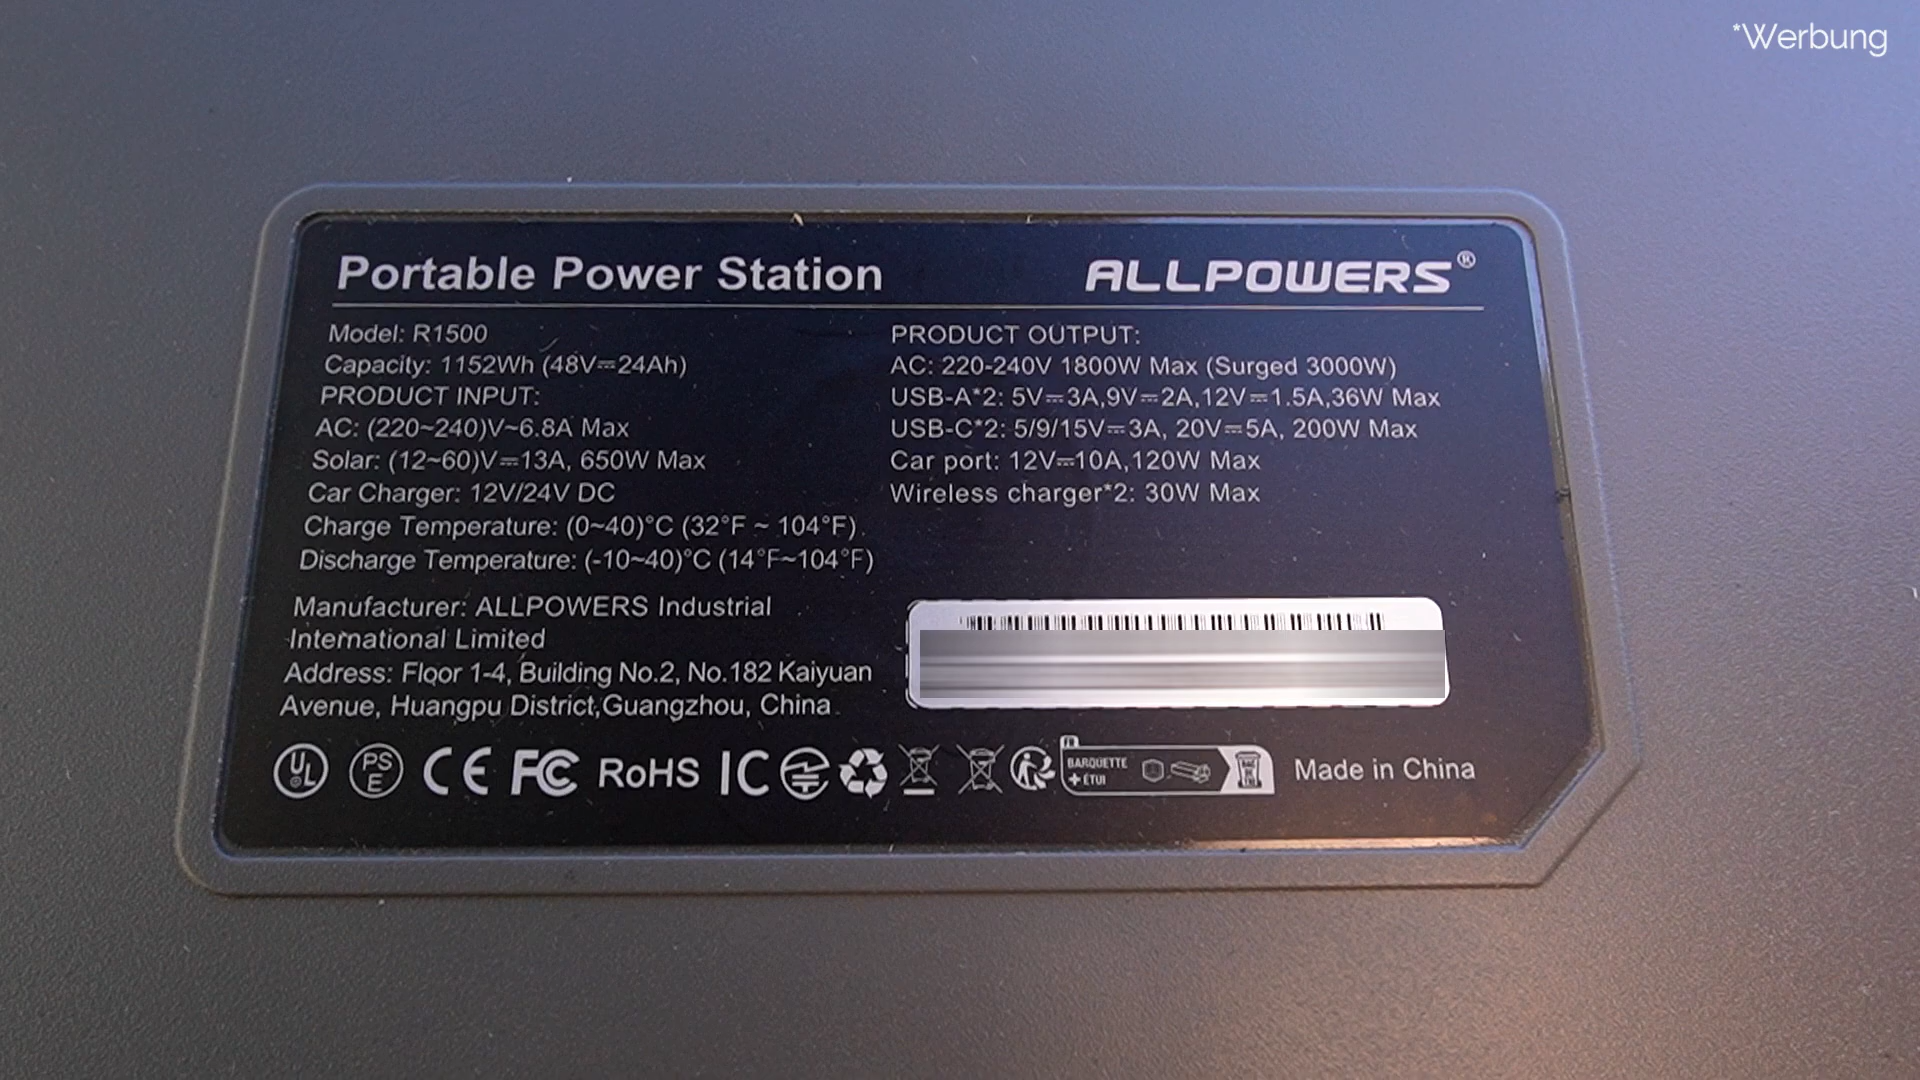 *Werbung
Portable Power Station
ALLPOWERS®
Model: R1500
Capacity: 1152Wh (48V⎓24Ah)
PRODUCT INPUT:
AC: (220~240)V~6.8A Max
Solar: (12~60)V⎓13A, 650W Max
Car Charger: 12V/24V DC
Charge Temperature: (0~40)°C (32°F ~ 104°F)
Discharge Temperature: (-10~40)°C (14°F~104°F)
Manufacturer: ALLPOWERS Industrial
International Limited
Address: Floor 1-4, Building No.2, No.182 Kaiyuan
Avenue, Huangpu District,Guangzhou, China
PRODUCT OUTPUT:
AC: 220-240V 1800W Max (Surged 3000W)
USB-A*2: 5V⎓3A,9V⎓2A,12V⎓1.5A,36W Max
USB-C*2: 5/9/15V⎓3A, 20V⎓5A, 200W Max
Car port: 12V⎓10A,120W Max
Wireless charger*2: 30W Max
UL PSE CE FC RoHS IC
FR
BARQUETTE
+ ÉTUI
Made in China